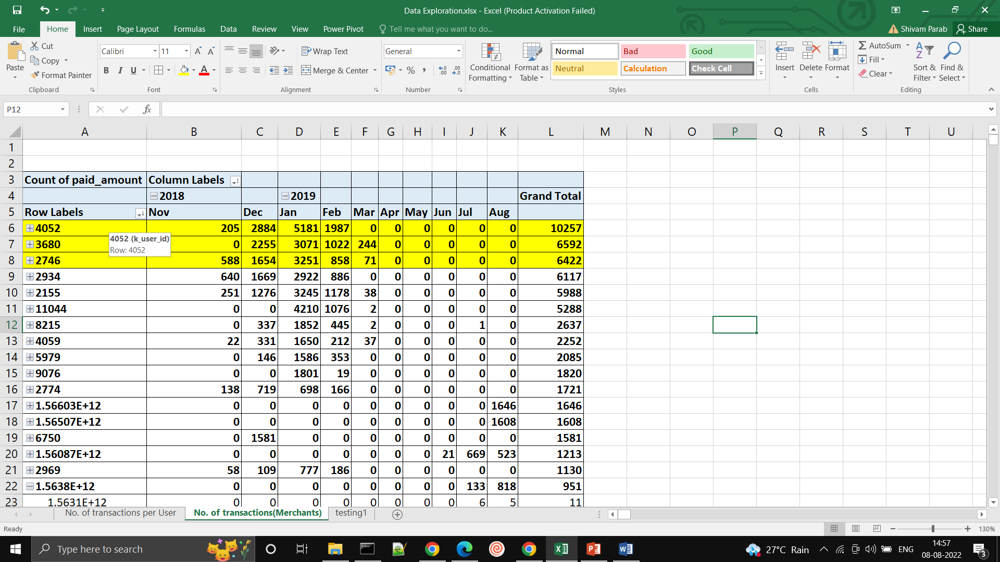 Data Exploration.xlsx - Excel (Product Activation Failed)
File Home Insert Page Layout Formulas Data Review View Power Pivot Tell me what you want to do... Shivam Parab Share
Cut
Copy
Format Painter
Paste
Clipboard
Calibri 11
B I U
Font
Wrap Text
Merge & Center
Alignment
General
Number
Conditional Formatting
Format as Table
Normal Bad Good
Neutral Calculation Check Cell
Styles
Insert Delete Format
Cells
AutoSum
Fill
Clear
Sort & Filter
Find & Select
Editing
P12
fx
A B C D E F G H I J K L M N O P Q R S T U
1
2
3 Count of paid_amount Column Labels
4 2018 2019 Grand Total
5 Row Labels Nov Dec Jan Feb Mar Apr May Jun Jul Aug
6 4052 205 2884 5181 1987 0 0 0 0 0 0 10257
4052 (k_user_id)
Row: 4052
7 3680 0 2255 3071 1022 244 0 0 0 0 0 6592
8 2746 588 1654 3251 858 71 0 0 0 0 0 6422
9 2934 640 1669 2922 886 0 0 0 0 0 0 6117
10 2155 251 1276 3245 1178 38 0 0 0 0 0 5988
11 11044 0 0 4210 1076 2 0 0 0 0 0 5288
12 8215 0 337 1852 445 2 0 0 0 1 0 2637
13 4059 22 331 1650 212 37 0 0 0 0 0 2252
14 5979 0 146 1586 353 0 0 0 0 0 0 2085
15 9076 0 0 1801 19 0 0 0 0 0 0 1820
16 2774 138 719 698 166 0 0 0 0 0 0 1721
17 1.56603E+12 0 0 0 0 0 0 0 0 0 1646 1646
18 1.56507E+12 0 0 0 0 0 0 0 0 0 1608 1608
19 6750 0 1581 0 0 0 0 0 0 0 0 1581
20 1.56087E+12 0 0 0 0 0 0 0 21 669 523 1213
21 2969 58 109 777 186 0 0 0 0 0 0 1130
22 1.5638E+12 0 0 0 0 0 0 0 0 133 818 951
23 1.5631E+12 0 0 0 0 0 0 0 0 6 5 11
No. of transactions per User No. of transactions(Merchants) testing1
Ready 130%
Type here to search 27°C Rain ENG 14:57
08-08-2022 3